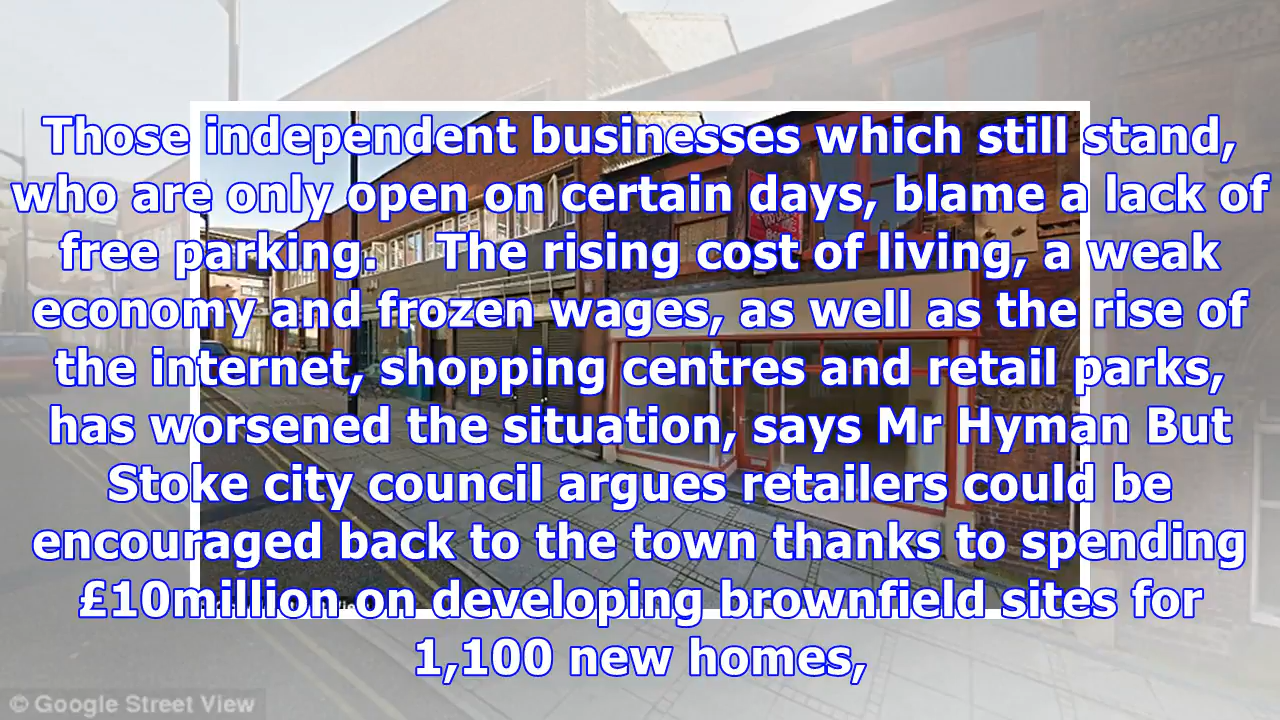 Those independent businesses which still stand,
who are only open on certain days, blame a lack of
free parking. The rising cost of living, a weak
economy and frozen wages, as well as the rise of
the internet, shopping centres and retail parks,
has worsened the situation, says Mr Hyman But
Stoke city council argues retailers could be
encouraged back to the town thanks to spending
£10million on developing brownfield sites for
1,100 new homes,
© Google Street View